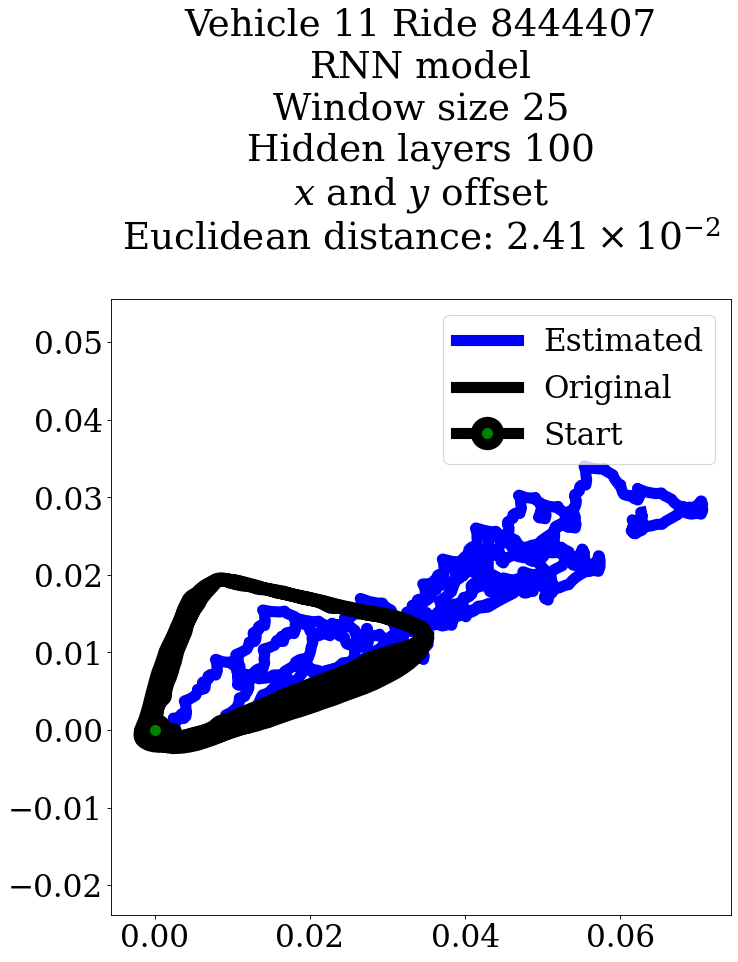 Vehicle 11 Ride 8444407
RNN model
Window size 25
Hidden layers 100
x and y offset
Euclidean distance: 2.41 × 10⁻²
Estimated
Original
Start
0.05
0.04
0.03
0.02
0.01
0.00
−0.01
−0.02
0.00 0.02 0.04 0.06